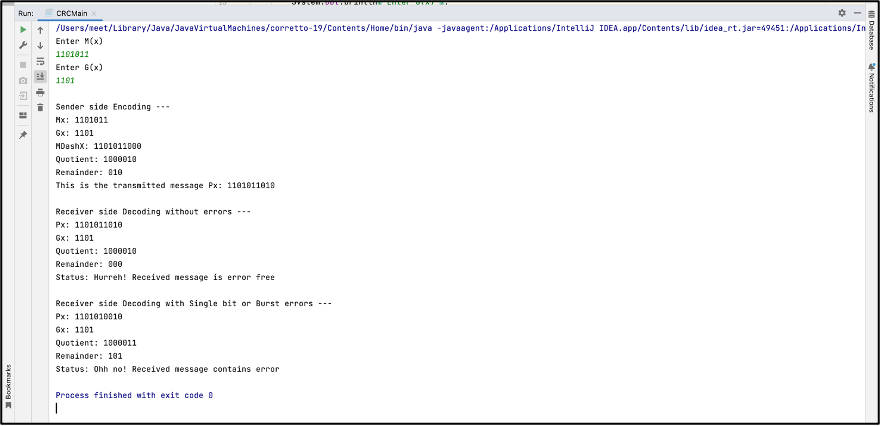 Run:
CRCMain
/Users/meet/Library/Java/JavaVirtualMachines/corretto-19/Contents/Home/bin/java -javaagent:/Applications/IntelliJ IDEA.app/Contents/lib/idea_rt.jar=49451:/Applications/In
Enter M(x)
1101011
Enter G(x)
1101
Sender side Encoding ---
Mx: 1101011
Gx: 1101
MDashX: 1101011000
Quotient: 1000010
Remainder: 010
This is the transmitted message Px: 1101011010
Receiver side Decoding without errors ---
Px: 1101011010
Gx: 1101
Quotient: 1000010
Remainder: 000
Status: Hurreh! Received message is error free
Receiver side Decoding with Single bit or Burst errors ---
Px: 1101010010
Gx: 1101
Quotient: 1000011
Remainder: 101
Status: Ohh no! Received message contains error
Process finished with exit code 0
Database
Notifications
Bookmarks